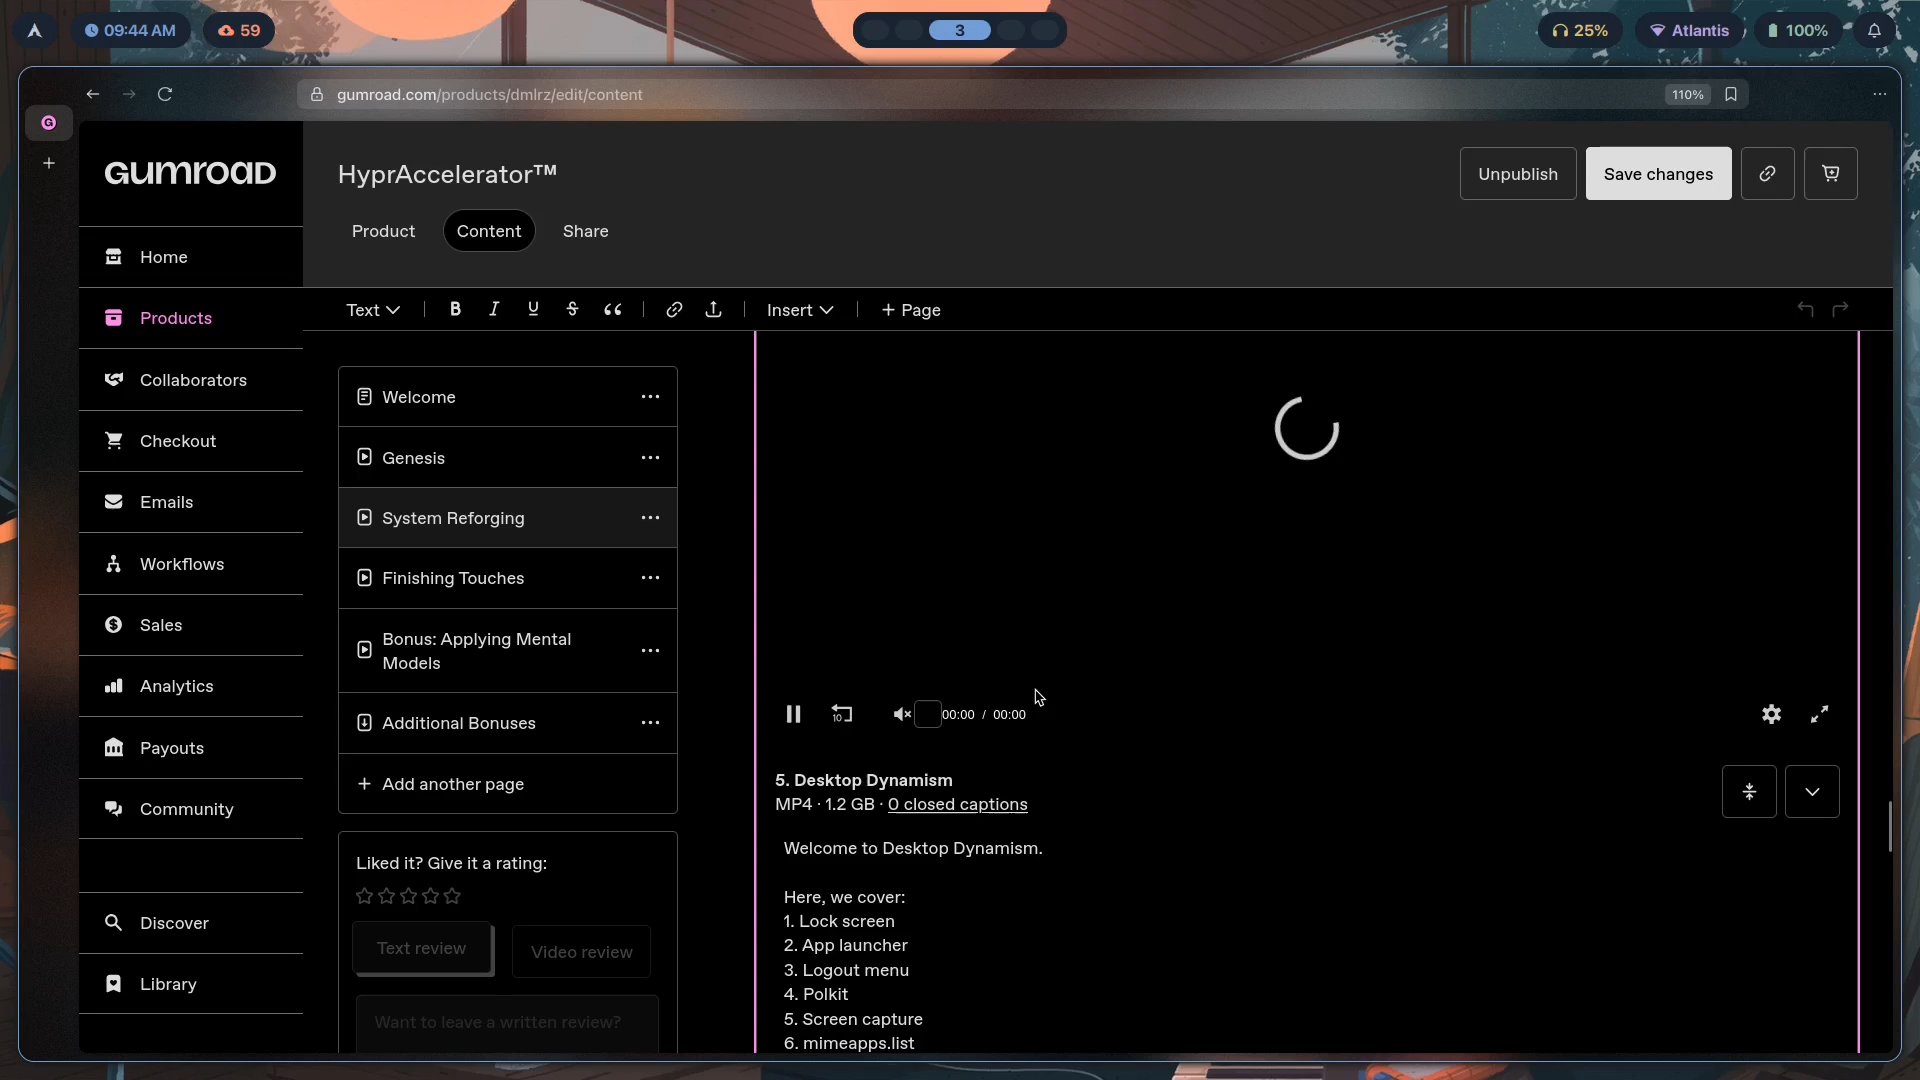 09:44 AM
59
3
25%
Atlantis
100%
gumroad.com/products/dmlrz/edit/content
110%
G
GUMROAD
HyprAccelerator™
Unpublish
Save changes
Product
Content
Share
Home
Products
Collaborators
Checkout
Emails
Workflows
Sales
Analytics
Payouts
Community
Discover
Library
Text
B
I
U
S
Insert
+ Page
Welcome
Genesis
System Reforging
Finishing Touches
Bonus: Applying Mental
Models
Additional Bonuses
+ Add another page
Liked it? Give it a rating:
Text review
Video review
Want to leave a written review?
10
00:00 / 00:00
5. Desktop Dynamism
MP4 · 1.2 GB · 0 closed captions
Welcome to Desktop Dynamism.
Here, we cover:
1. Lock screen
2. App launcher
3. Logout menu
4. Polkit
5. Screen capture
6. mimeapps.list